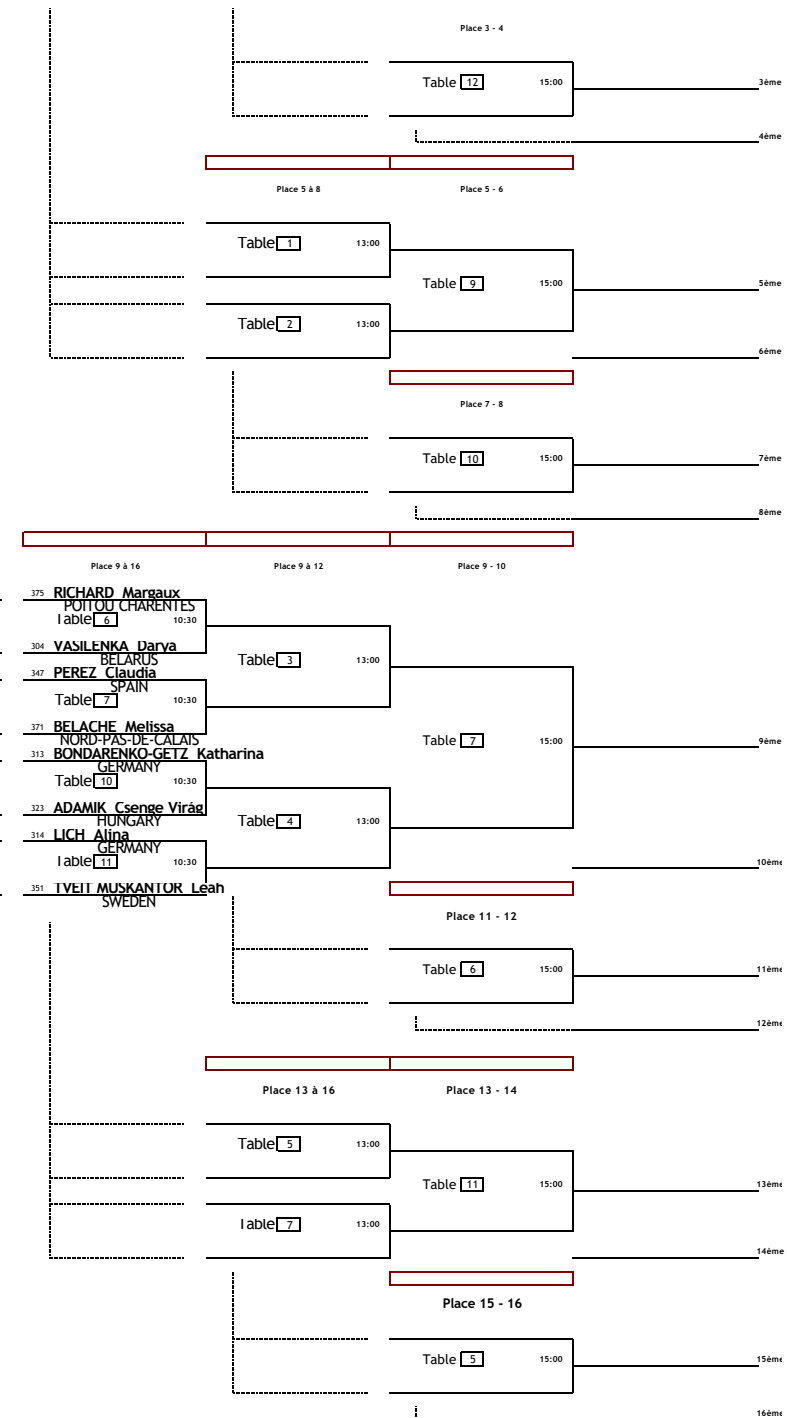 Place 3 - 4
Table 12 15:00 3ème
4ème
Place 5 à 8 Place 5 - 6
Table 1 13:00
Table 9 15:00 5ème
Table 2 13:00
6ème
Place 7 - 8
Table 10 15:00 7ème
8ème
Place 9 à 16 Place 9 à 12 Place 9 - 10
375 RICHARD Margaux
POITOU CHARENTES
Table 6 10:30
304 VASILENKA Darya
BELARUS
Table 3 13:00
347 PEREZ Claudia
SPAIN
Table 7 10:30
371 BELACHE Melissa
NORD-PAS-DE-CALAIS
Table 7 15:00 9ème
313 BONDARENKO-GETZ Katharina
GERMANY
Table 10 10:30
323 ADAMIK Csenge Virág
HUNGARY
Table 4 13:00
314 LICH Alina
GERMANY
Table 11 10:30
10ème
351 TVEIT MUSKANTOR Leah
SWEDEN
Place 11 - 12
Table 6 15:00 11ème
12ème
Place 13 à 16 Place 13 - 14
Table 5 13:00
Table 11 15:00 13ème
Table 7 13:00
14ème
Place 15 - 16
Table 5 15:00 15ème
16ème